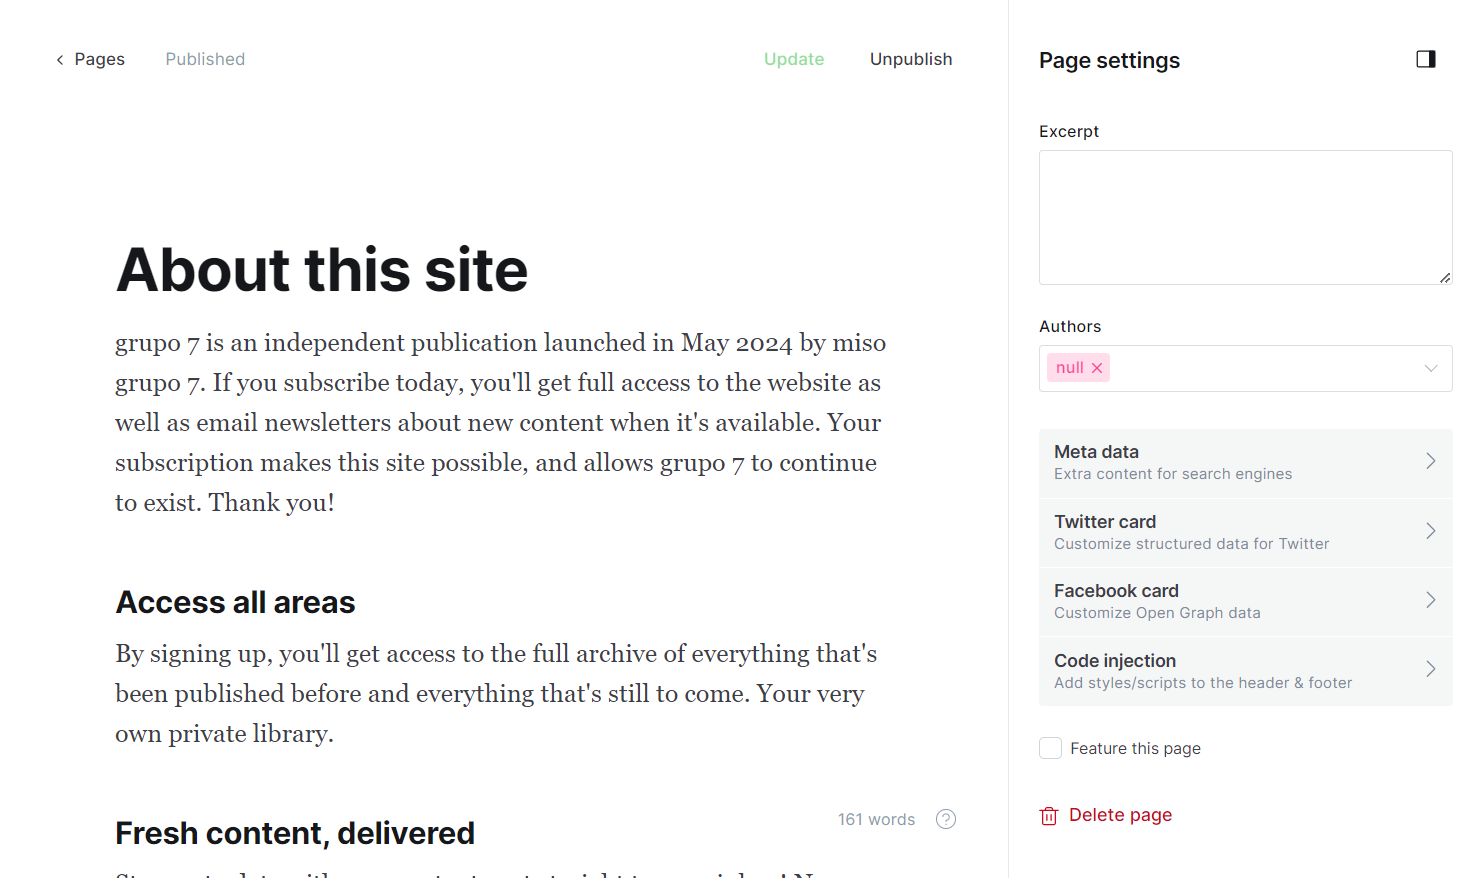 Pages
Published
Update
Unpublish
About this site
grupo 7 is an independent publication launched in May 2024 by miso
grupo 7. If you subscribe today, you'll get full access to the website as
well as email newsletters about new content when it's available. Your
subscription makes this site possible, and allows grupo 7 to continue
to exist. Thank you!
Access all areas
By signing up, you'll get access to the full archive of everything that's
been published before and everything that's still to come. Your very
own private library.
Fresh content, delivered
161 words
?
Page settings
Excerpt
Authors
null
Meta data
Extra content for search engines
Twitter card
Customize structured data for Twitter
Facebook card
Customize Open Graph data
Code injection
Add styles/scripts to the header & footer
Feature this page
Delete page